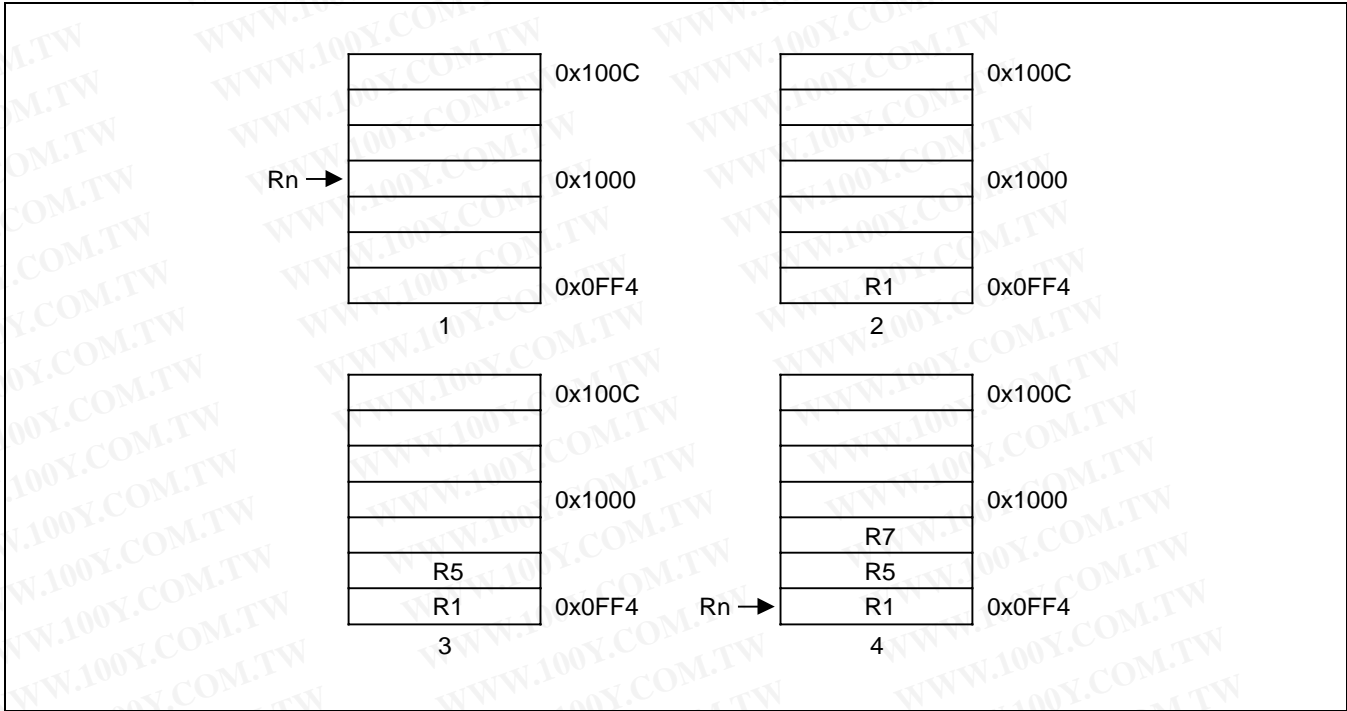 0x100C
Rn
0x1000
0x0FF4
1
0x100C
0x1000
R1
0x0FF4
2
0x100C
0x1000
R5
R1
0x0FF4
3
0x100C
0x1000
R7
R5
Rn
R1
0x0FF4
4
WWW.100Y.COM.TW